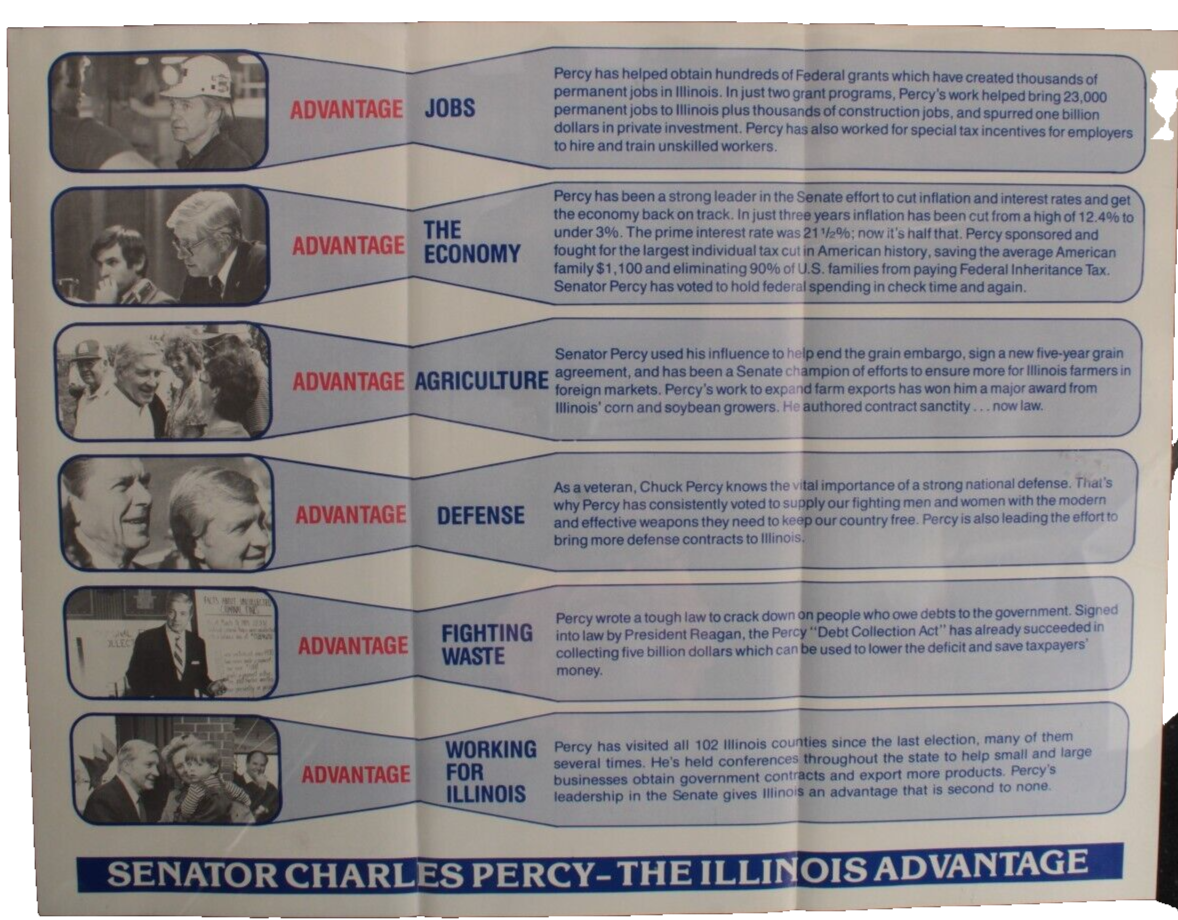 ADVANTAGE JOBS
Percy has helped obtain hundreds of Federal grants which have created thousands of
permanent jobs in Illinois. In just two grant programs, Percy's work helped bring 23,000
permanent jobs to Illinois plus thousands of construction jobs, and spurred one billion
dollars in private investment. Percy has also worked for special tax incentives for employers
to hire and train unskilled workers.
ADVANTAGE THE
ECONOMY
Percy has been a strong leader in the Senate effort to cut inflation and interest rates and get
the economy back on track. In just three years inflation has been cut from a high of 12.4% to
under 3%. The prime interest rate was 21 1/2%; now it's half that. Percy sponsored and
fought for the largest individual tax cut in American history, saving the average American
family $1,100 and eliminating 90% of U.S. families from paying Federal Inheritance Tax.
Senator Percy has voted to hold federal spending in check time and again.
ADVANTAGE AGRICULTURE
Senator Percy used his influence to help end the grain embargo, sign a new five-year grain
agreement, and has been a Senate champion of efforts to ensure more for Illinois farmers in
foreign markets. Percy's work to expand farm exports has won him a major award from
Illinois' corn and soybean growers. He authored contract sanctity . . . now law.
ADVANTAGE DEFENSE
As a veteran, Chuck Percy knows the vital importance of a strong national defense. That's
why Percy has consistently voted to supply our fighting men and women with the modern
and effective weapons they need to keep our country free. Percy is also leading the effort to
bring more defense contracts to Illinois.
FACTS ABOUT UNCOLLECTED
ADVANTAGE FIGHTING
WASTE
Percy wrote a tough law to crack down on people who owe debts to the government. Signed
into law by President Reagan, the Percy "Debt Collection Act" has already succeeded in
collecting five billion dollars which can be used to lower the deficit and save taxpayers'
money.
ADVANTAGE WORKING
FOR
ILLINOIS
Percy has visited all 102 Illinois counties since the last election, many of them
several times. He's held conferences throughout the state to help small and large
businesses obtain government contracts and export more products. Percy's
leadership in the Senate gives Illinois an advantage that is second to none.
SENATOR CHARLES PERCY–THE ILLINOIS ADVANTAGE